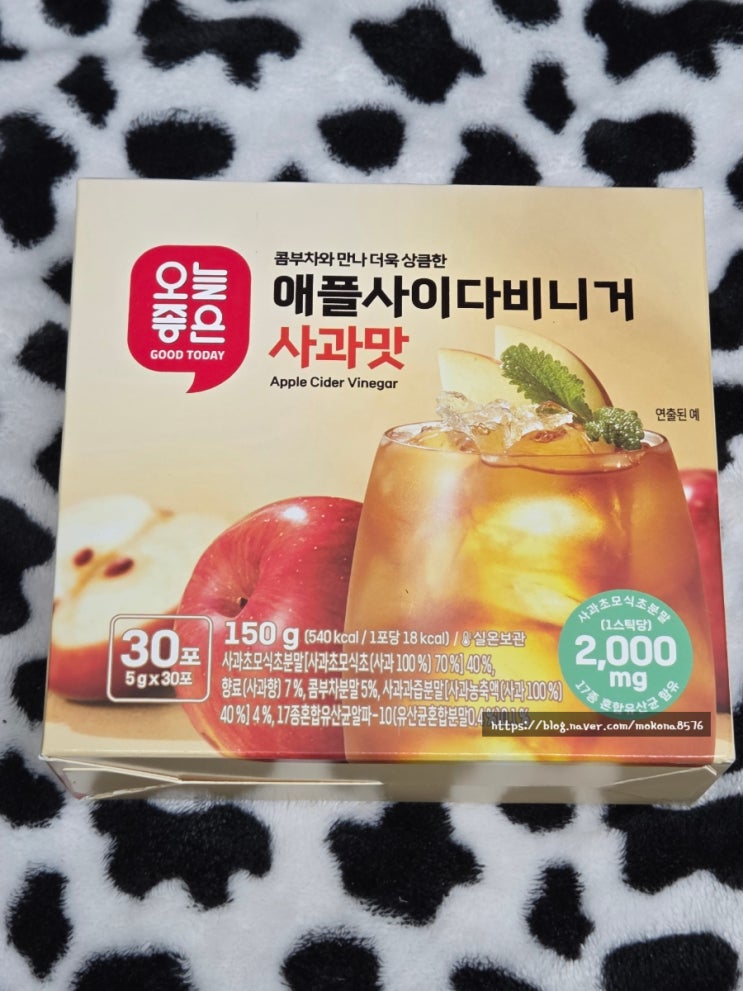 오늘
좋은
GOOD TODAY
콤부차와 만나 더욱 상큼한
애플사이다비니거
사과맛
Apple Cider Vinegar
연출된 예
30포
5g x 30포
150 g (540 kcal / 1포당 18 kcal) / 실온보관
사과초모식초분말[사과초모식초(사과 100%) 70%] 40%,
향료(사과향) 7%, 콤부차분말 5%, 사과과즙분말[사과농축액(사과 100%)
40%] 4%, 17종혼합유산균알파-10(유산균혼합분말0.4
사과초모식초분말
(1스틱당)
2,000
mg
17종 혼합유산균 함유
https://blog.naver.com/mokona8576